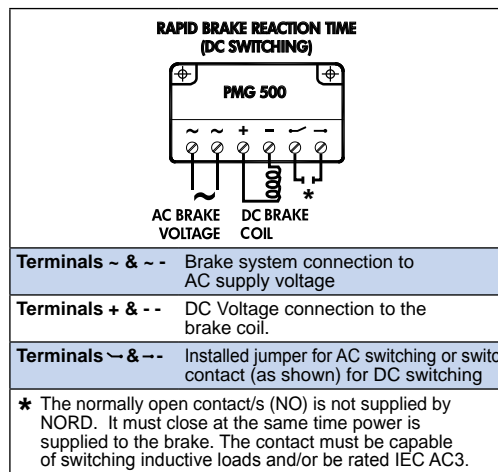 RAPID BRAKE REACTION TIME
(DC SWITCHING)
PMG 500
~ ~ + -
*
AC BRAKE DC BRAKE
VOLTAGE COIL
Terminals ~ & ~ - Brake system connection to
AC supply voltage
Terminals + & - - DC Voltage connection to the
brake coil.
Terminals & - Installed jumper for AC switching or switc
contact (as shown) for DC switching
* The normally open contact/s (NO) is not supplied by
NORD. It must close at the same time power is
supplied to the brake. The contact must be capable
of switching inductive loads and/or be rated IEC AC3.